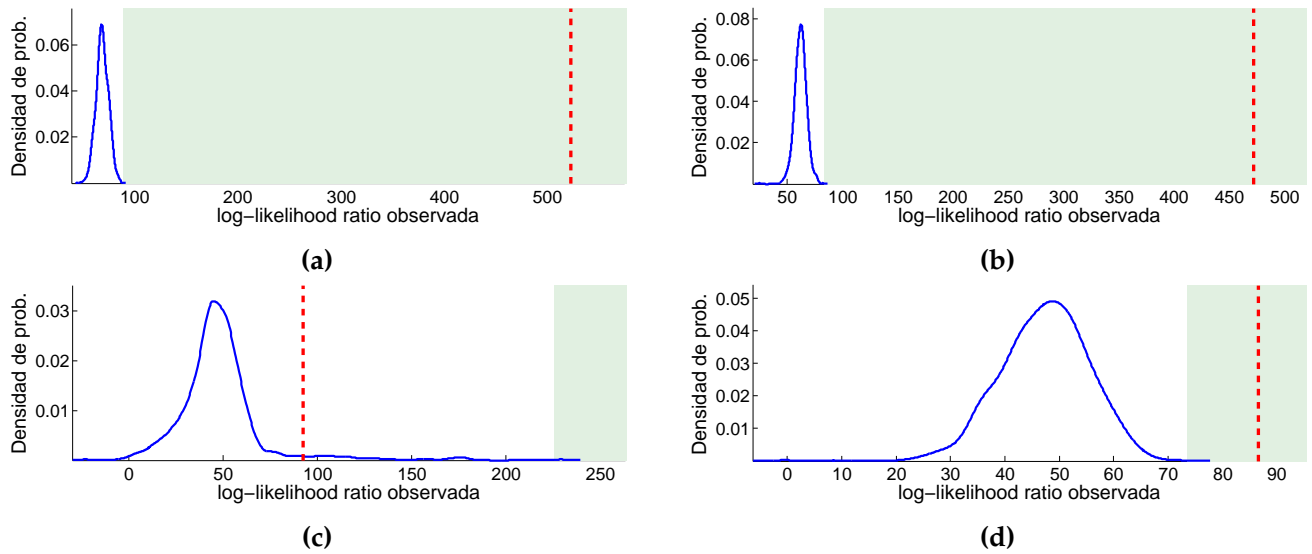 Densidad de prob.
0.06
0.04
0.02
100 200 300 400 500
log−likelihood ratio observada
(a)
Densidad de prob.
0.08
0.06
0.04
0.02
50 100 150 200 250 300 350 400 450 500
log−likelihood ratio observada
(b)
Densidad de prob.
0.03
0.02
0.01
0 50 100 150 200 250
log−likelihood ratio observada
(c)
Densidad de prob.
0.05
0.04
0.03
0.02
0.01
0 10 20 30 40 50 60 70 80 90
log−likelihood ratio observada
(d)